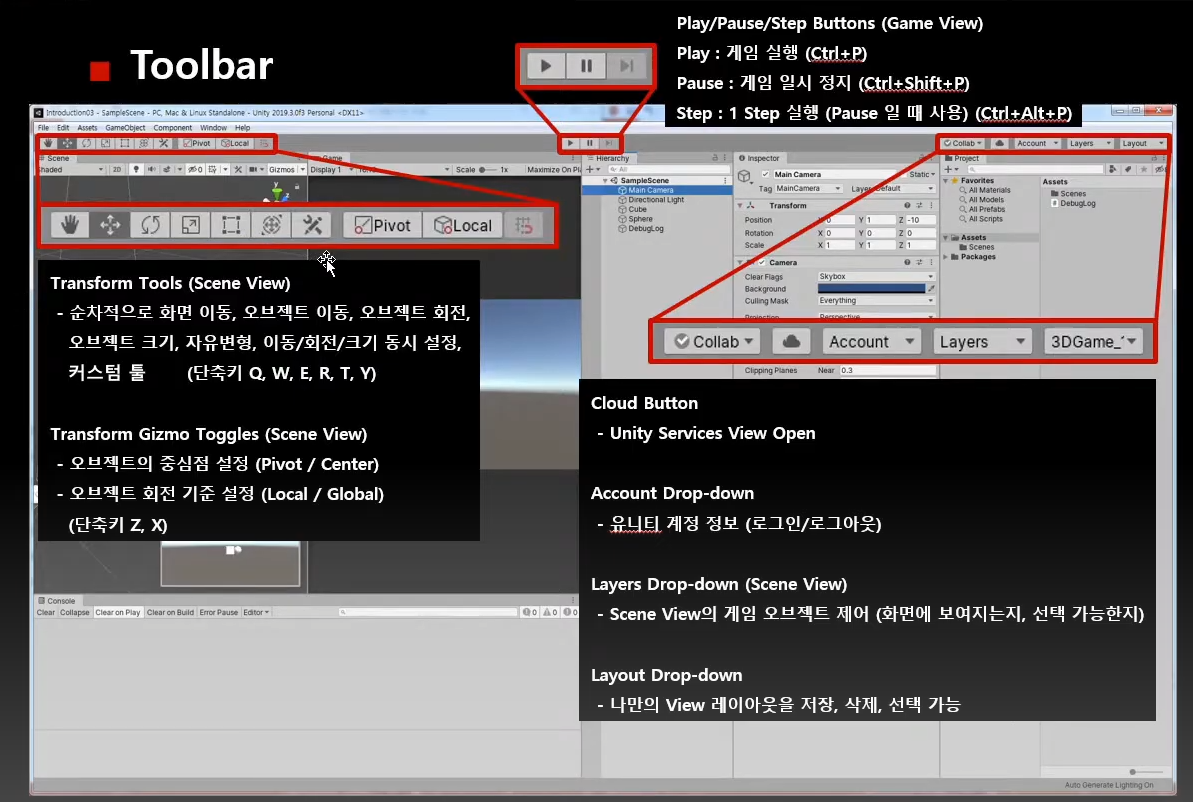 Toolbar
Play/Pause/Step Buttons (Game View)
Play : 게임 실행 (Ctrl+P)
Pause : 게임 일시 정지 (Ctrl+Shift+P)
Step : 1 Step 실행 (Pause 일 때 사용) (Ctrl+Alt+P)
Introduction03 - SampleScene - PC, Mac & Linux Standalone - Unity 2019.3.0f3 Personal <DX11>
File Edit Assets GameObject Component Window Help
Pivot Local
Collab Account Layers Layout
Scene
Game
Hierarchy
Inspector
Project
haded 2D 0 Gizmos
Display 1 Scale 1x Maximize On Pl
All
SampleScene
Main Camera
Directional Light
Cube
Sphere
DebugLog
Main Camera Static
Tag MainCamera Layer Default
Transform
Position X 0 Y 1 Z -10
Rotation X 0 Y 0 Z 0
Scale X 1 Y 1 Z 1
Camera
Clear Flags Skybox
Background
Culling Mask Everything
Projection Perspective
Clipping Planes Near 0.3
Favorites
All Materials
All Models
All Prefabs
All Scripts
Assets
Scenes
Packages
Assets
Scenes
DebugLog
Pivot Local
Collab Account Layers 3DGame_
Transform Tools (Scene View)
- 순차적으로 화면 이동, 오브젝트 이동, 오브젝트 회전,
오브젝트 크기, 자유변형, 이동/회전/크기 동시 설정,
커스텀 툴 (단축키 Q, W, E, R, T, Y)
Transform Gizmo Toggles (Scene View)
- 오브젝트의 중심점 설정 (Pivot / Center)
- 오브젝트 회전 기준 설정 (Local / Global)
(단축키 Z, X)
Cloud Button
- Unity Services View Open
Account Drop-down
- 유니티 계정 정보 (로그인/로그아웃)
Layers Drop-down (Scene View)
- Scene View의 게임 오브젝트 제어 (화면에 보여지는지, 선택 가능한지)
Layout Drop-down
- 나만의 View 레이아웃을 저장, 삭제, 선택 가능
Console
Clear Collapse Clear on Play Clear on Build Error Pause Editor 0 0 0
Auto Generate Lighting On